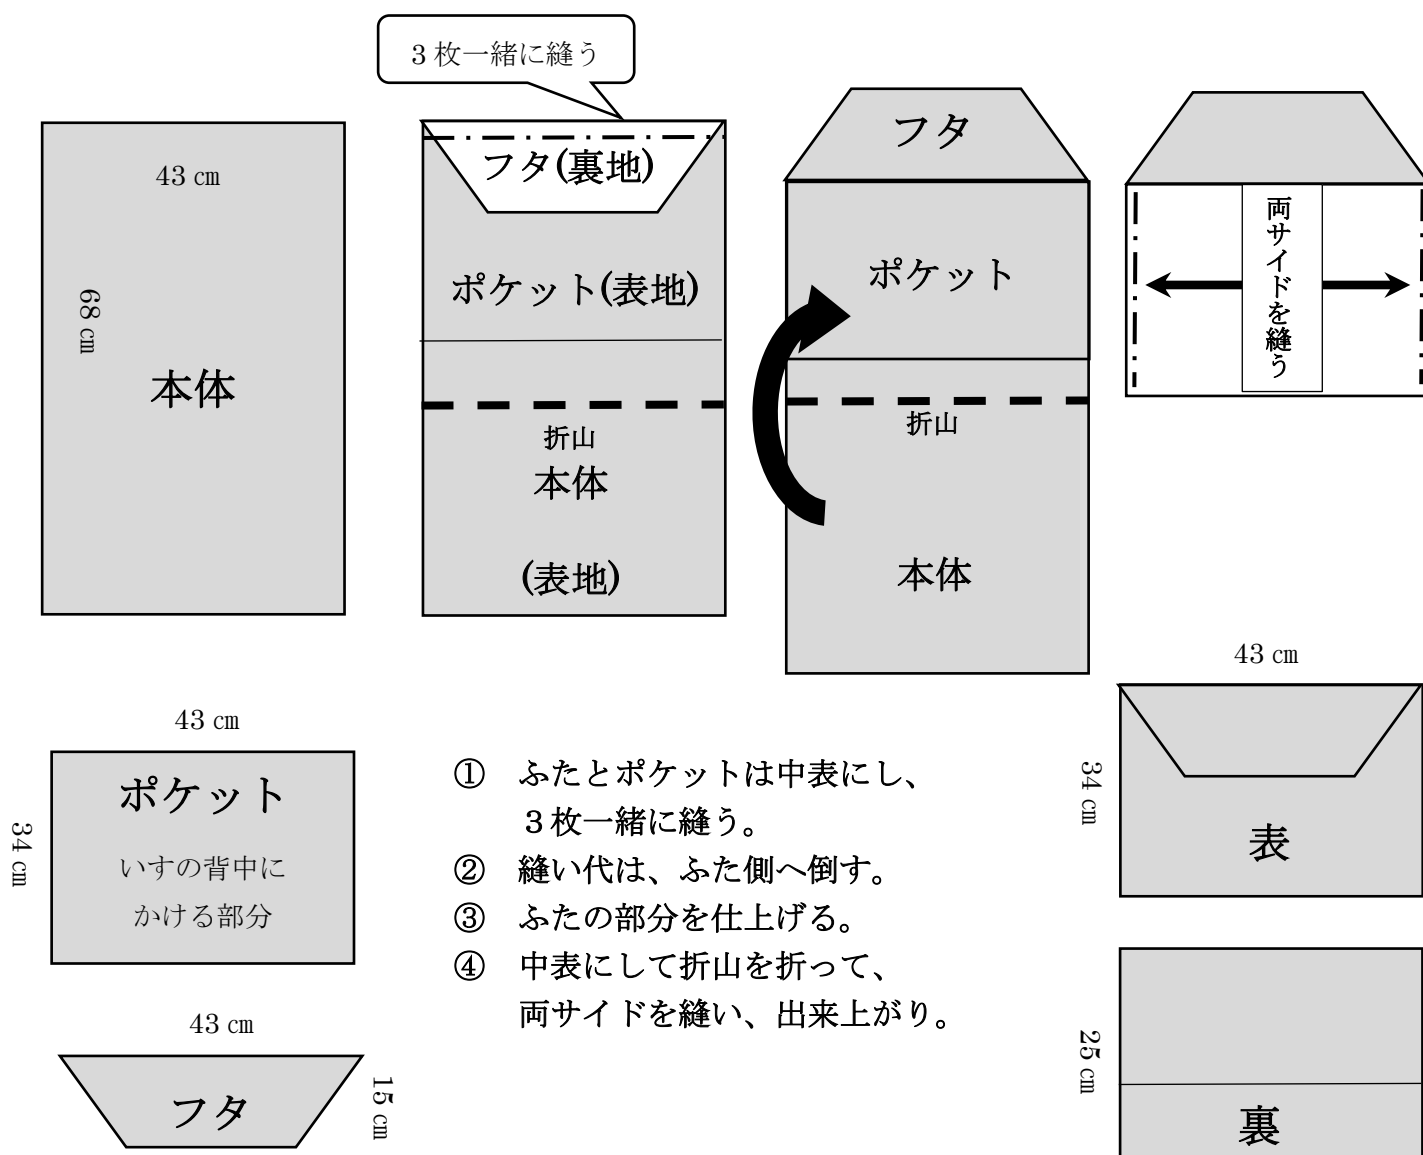 3枚一緒に縫う
43 ㎝
68 ㎝
本体
フタ(裏地)
ポケット(表地)
折山
本体
(表地)
フタ
ポケット
折山
本体
両サイドを縫う
43 ㎝
ポケット
いすの背中に
かける部分
34 ㎝
43 ㎝
フタ
15 ㎝
① ふたとポケットは中表にし、
3枚一緒に縫う。
② 縫い代は、ふた側へ倒す。
③ ふたの部分を仕上げる。
④ 中表にして折山を折って、
両サイドを縫い、出来上がり。
43 ㎝
34 ㎝
表
25 ㎝
裏